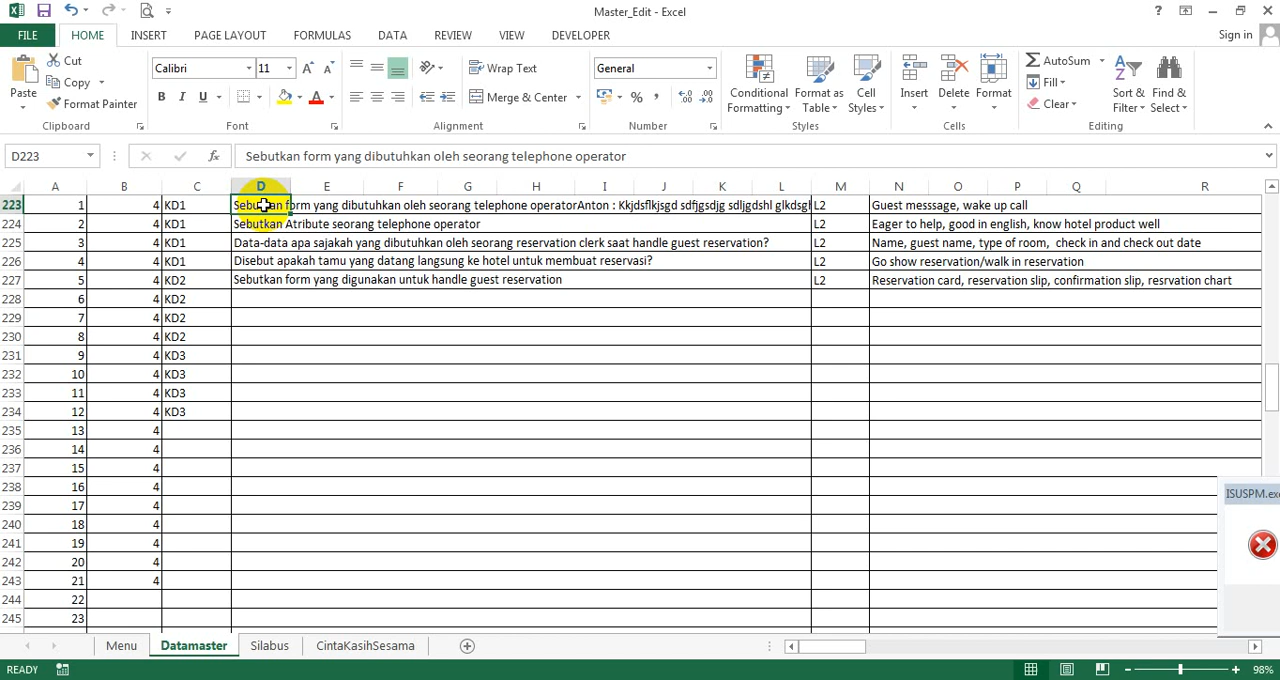 Master_Edit - Excel
FILE HOME INSERT PAGE LAYOUT FORMULAS DATA REVIEW VIEW DEVELOPER Sign in
Paste
Cut
Copy
Format Painter
Clipboard
Calibri 11
B I U
Font
Wrap Text
Merge & Center
Alignment
General
Number
Conditional Formatting
Format as Table
Cell Styles
Styles
Insert Delete Format
Cells
AutoSum
Fill
Clear
Sort & Filter
Find & Select
Editing
D223 fx Sebutkan form yang dibutuhkan oleh seorang telephone operator
A B C D E F G H I J K L M N O P Q R
223 1 4 KD1 Sebutkan form yang dibutuhkan oleh seorang telephone operatorAnton : Kkjdsflkjsgd sdfjgsdjg sdljgdshl glkdsgh L2 Guest messsage, wake up call
224 2 4 KD1 Sebutkan Atribute seorang telephone operator L2 Eager to help, good in english, know hotel product well
225 3 4 KD1 Data-data apa sajakah yang dibutuhkan oleh seorang reservation clerk saat handle guest reservation? L2 Name, guest name, type of room, check in and check out date
226 4 4 KD1 Disebut apakah tamu yang datang langsung ke hotel untuk membuat reservasi? L2 Go show reservation/walk in reservation
227 5 4 KD2 Sebutkan form yang digunakan untuk handle guest reservation L2 Reservation card, reservation slip, confirmation slip, resrvation chart
228 6 4 KD2
229 7 4 KD2
230 8 4 KD2
231 9 4 KD3
232 10 4 KD3
233 11 4 KD3
234 12 4 KD3
235 13 4
236 14 4
237 15 4
238 16 4
239 17 4
240 18 4
241 19 4
242 20 4
243 21 4
244 22
245 23
ISUSPM.exe
Menu Datamaster Silabus CintaKasihSesama
READY 98%